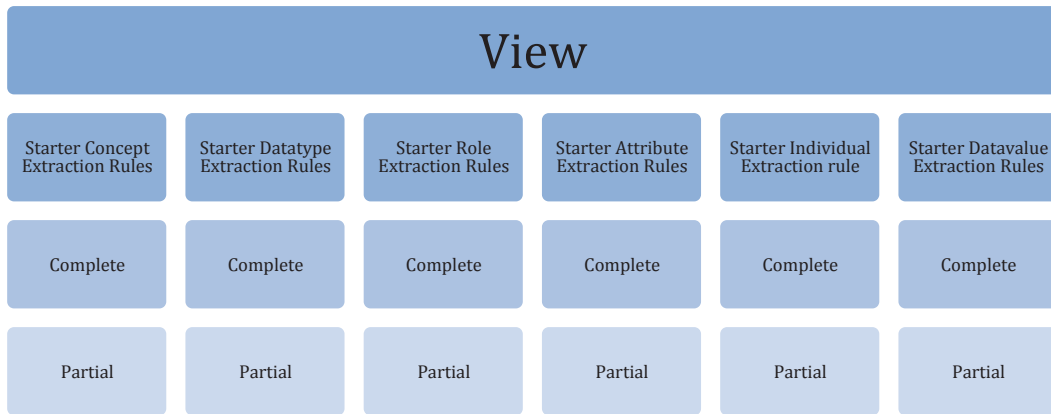 View
Starter Concept
Extraction Rules
Starter Datatype
Extraction Rules
Starter Role
Extraction Rules
Starter Attribute
Extraction Rules
Starter Individual
Extraction rule
Starter Datavalue
Extraction Rules
Complete
Complete
Complete
Complete
Complete
Complete
Partial
Partial
Partial
Partial
Partial
Partial